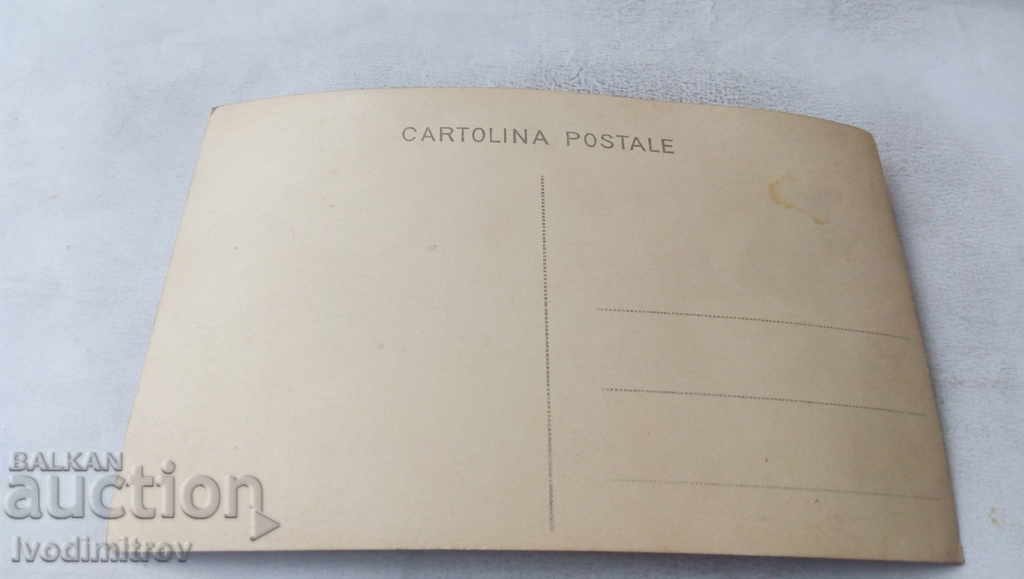 CARTOLINA POSTALE
BALKAN
auction
Ivodimitrov